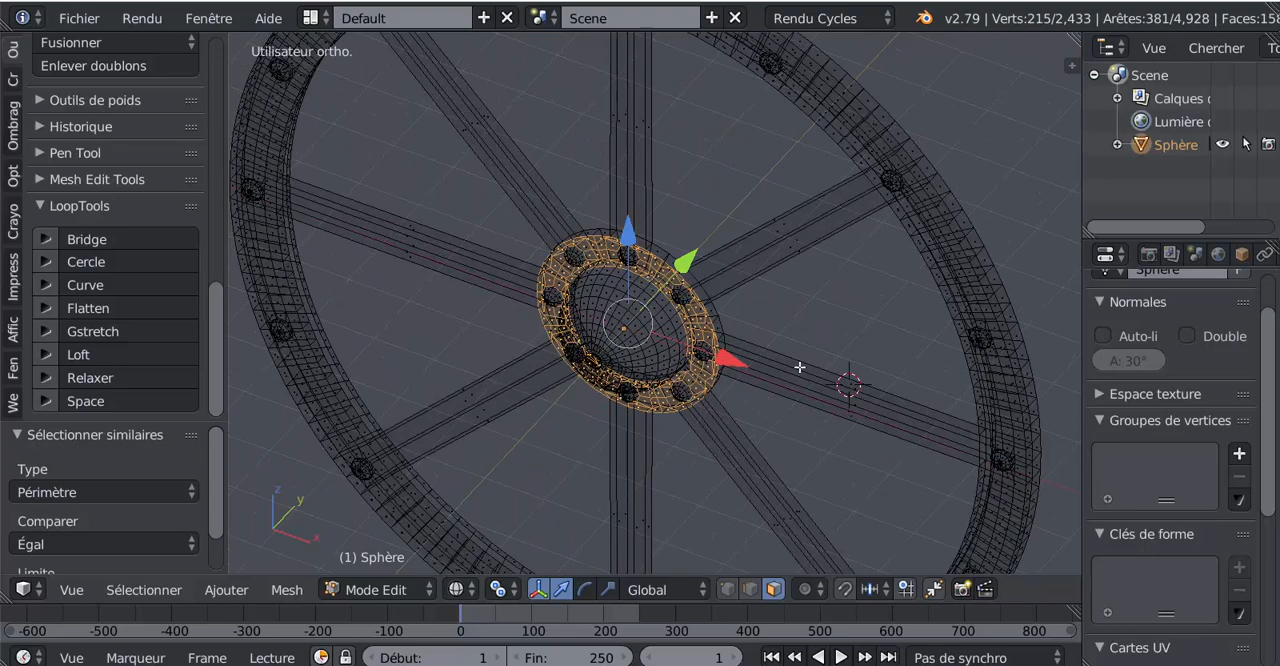 Fichier Rendu Fenêtre Aide Default Scene Rendu Cycles v2.79 | Verts:215/2,433 | Arêtes:381/4,928 | Faces:158
Fusionner
Enlever doublons
Outils de poids
Historique
Pen Tool
Mesh Edit Tools
LoopTools
Bridge
Cercle
Curve
Flatten
Gstretch
Loft
Relaxer
Space
Sélectionner similaires
Type
Périmètre
Comparer
Égal
Limite
Ou
Cr
Ombrag
Opt
Crayo
Impress
Affic
Fen
We
Utilisateur ortho.
z
y
x
(1) Sphère
Vue Sélectionner Ajouter Mesh Mode Edit Global
-600 -500 -400 -300 -200 -100 0 100 200 300 400 500 600 700 800
Vue Marqueur Frame Lecture Début: 1 Fin: 250 1 Pas de synchro
Vue Chercher
Scene
Calques
Lumière
Sphère
Sphère
Normales
Auto-li Double
A: 30°
Espace texture
Groupes de vertices
Clés de forme
Cartes UV